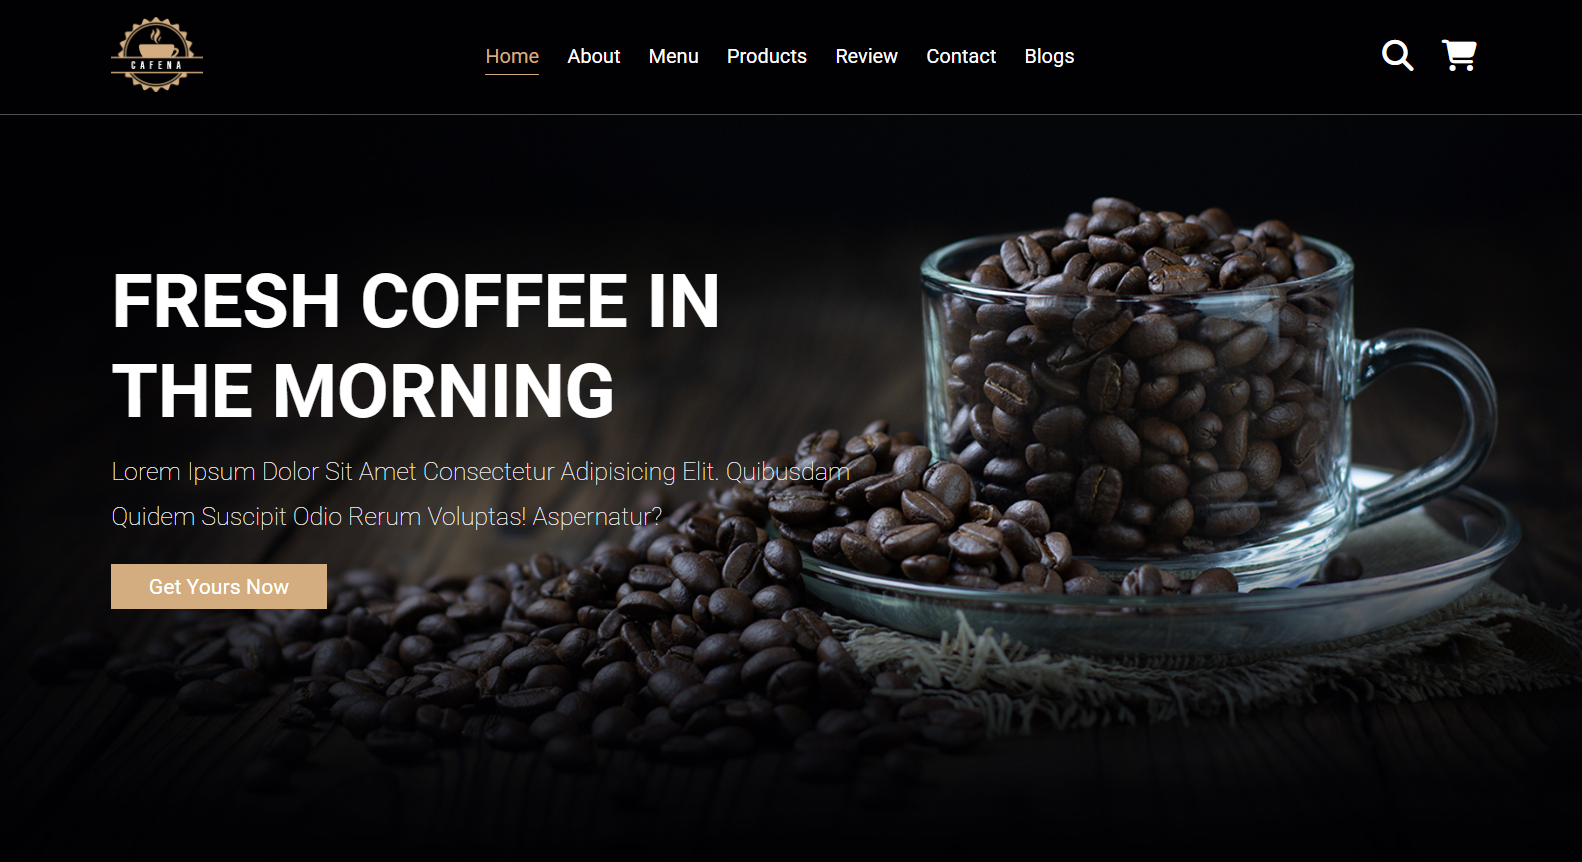 CAFENA
Home About Menu Products Review Contact Blogs
FRESH COFFEE IN
THE MORNING
Lorem Ipsum Dolor Sit Amet Consectetur Adipisicing Elit. Quibusdam
Quidem Suscipit Odio Rerum Voluptas! Aspernatur?
Get Yours Now